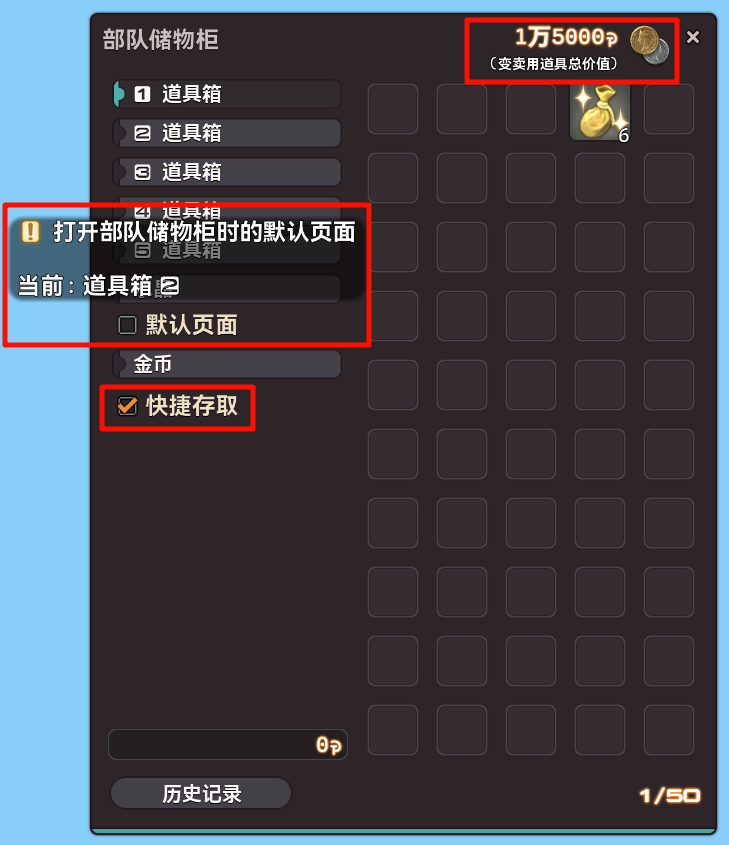 部队储物柜
1万5000
(变卖用道具总价值)
1 道具箱
2 道具箱
3 道具箱
4 道具箱
打开部队储物柜时的默认页面
5 道具箱
当前:道具箱2
默认页面
金币
快捷存取
6
0
历史记录
1/50